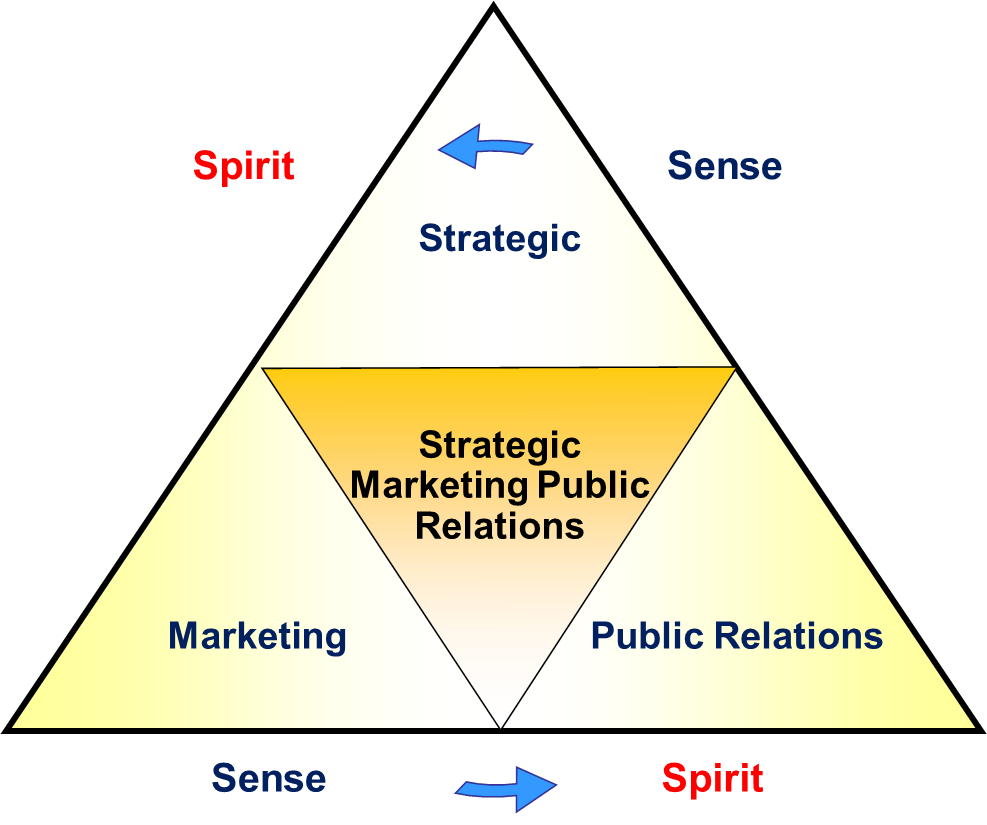 Spirit
Sense
Strategic
Strategic
Marketing Public
Relations
Marketing
Public Relations
Sense
Spirit